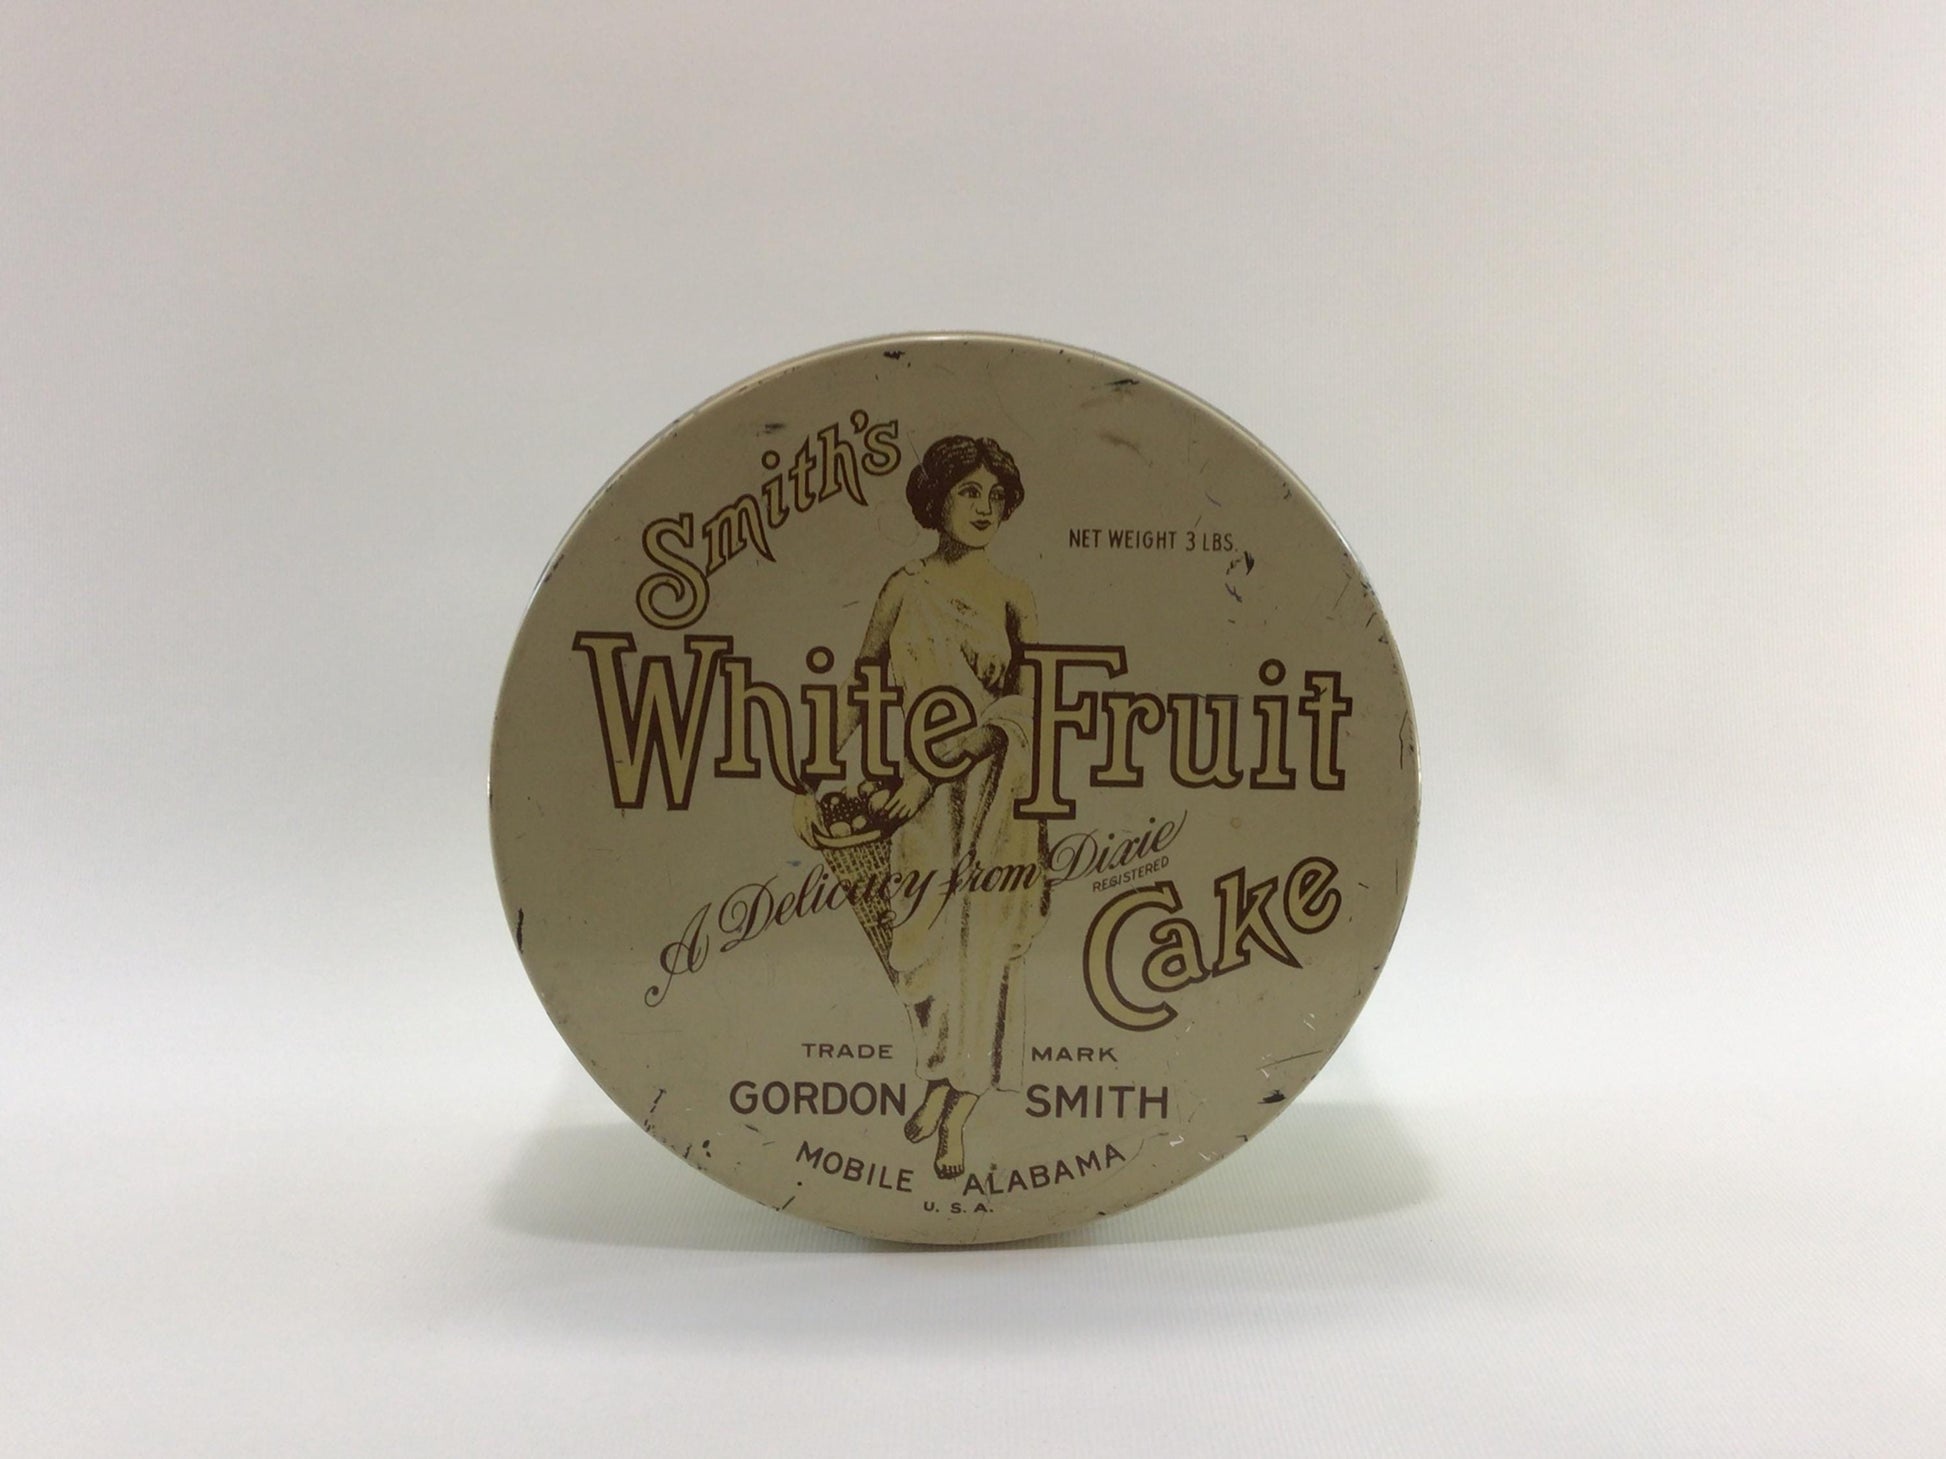 Smith's
NET WEIGHT 3 LBS.
White Fruit
A Delicacy from Dixie
REGISTERED
Cake
TRADE MARK
GORDON SMITH
MOBILE ALABAMA
U. S. A.